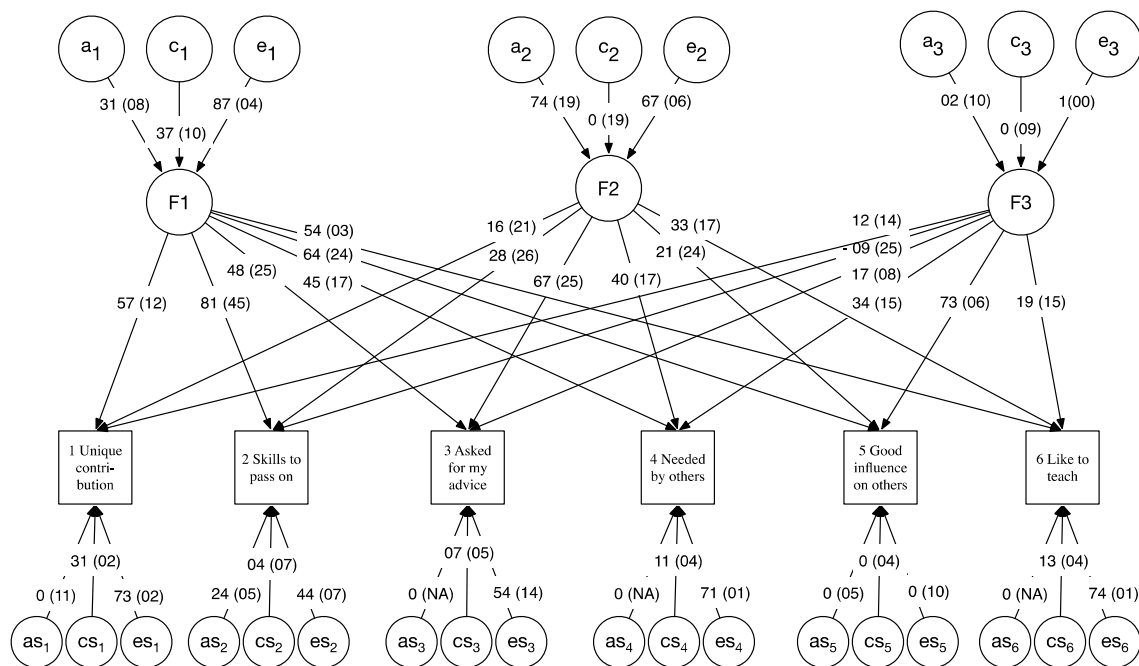 a1 c1 e1 a2 c2 e2 a3 c3 e3
31 (08) 87 (04) 74 (19) 67 (06) 02 (10) 1(00)
37 (10) 0 (19) 0 (09)
F1 F2 F3
54 (03) 16 (21) 33 (17) 12 (14)
64 (24) 28 (26) 21 (24) 09 (25)
48 (25) 45 (17) 67 (25) 40 (17) 17 (08)
57 (12) 81 (45) 34 (15) 73 (06) 19 (15)
1 Unique
contri-
bution
2 Skills to
pass on
3 Asked
for my
advice
4 Needed
by others
5 Good
influence
on others
6 Like to
teach
31 (02) 04 (07) 07 (05) 11 (04) 0 (04) 13 (04)
0 (11) 73 (02) 24 (05) 44 (07) 0 (NA) 54 (14) 0 (NA) 71 (01) 0 (05) 0 (10) 0 (NA) 74 (01)
as1 cs1 es1 as2 cs2 es2 as3 cs3 es3 as4 cs4 es4 as5 cs5 es5 as6 cs6 es6